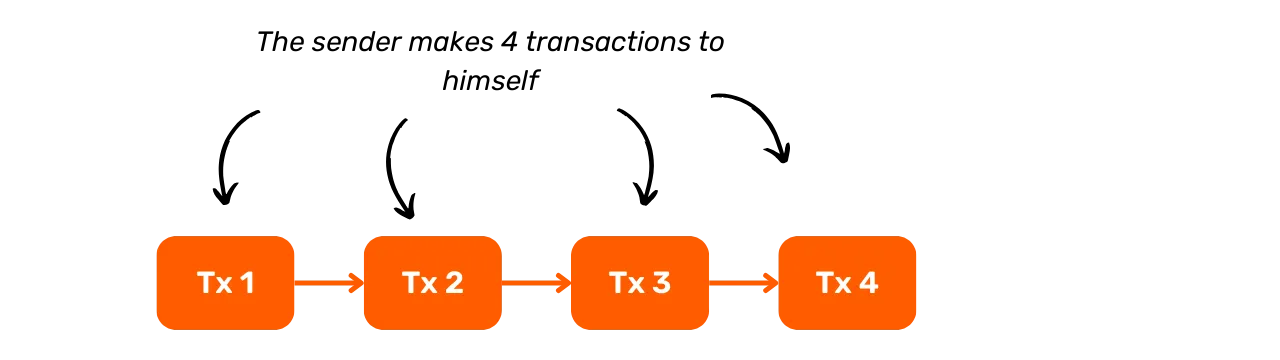 The sender makes 4 transactions to
himself
Tx 1
Tx 2
Tx 3
Tx 4